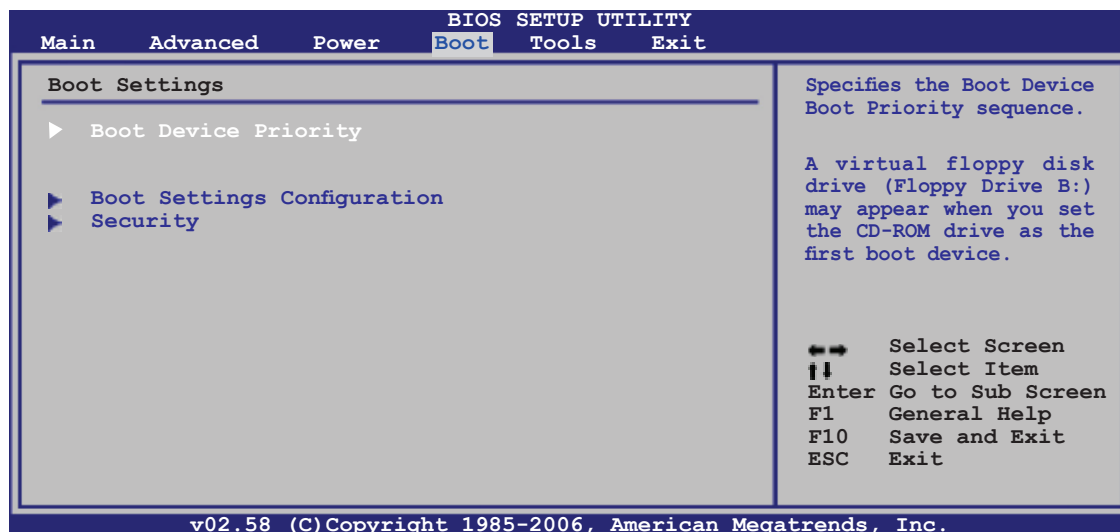 BIOS SETUP UTILITY
Main Advanced Power Boot Tools Exit
Boot Settings
Boot Device Priority
Boot Settings Configuration
Security
Specifies the Boot Device
Boot Priority sequence.
A virtual floppy disk
drive (Floppy Drive B:)
may appear when you set
the CD-ROM drive as the
first boot device.
Select Screen
Select Item
Enter Go to Sub Screen
F1 General Help
F10 Save and Exit
ESC Exit
v02.58 (C)Copyright 1985-2006, American Megatrends, Inc.